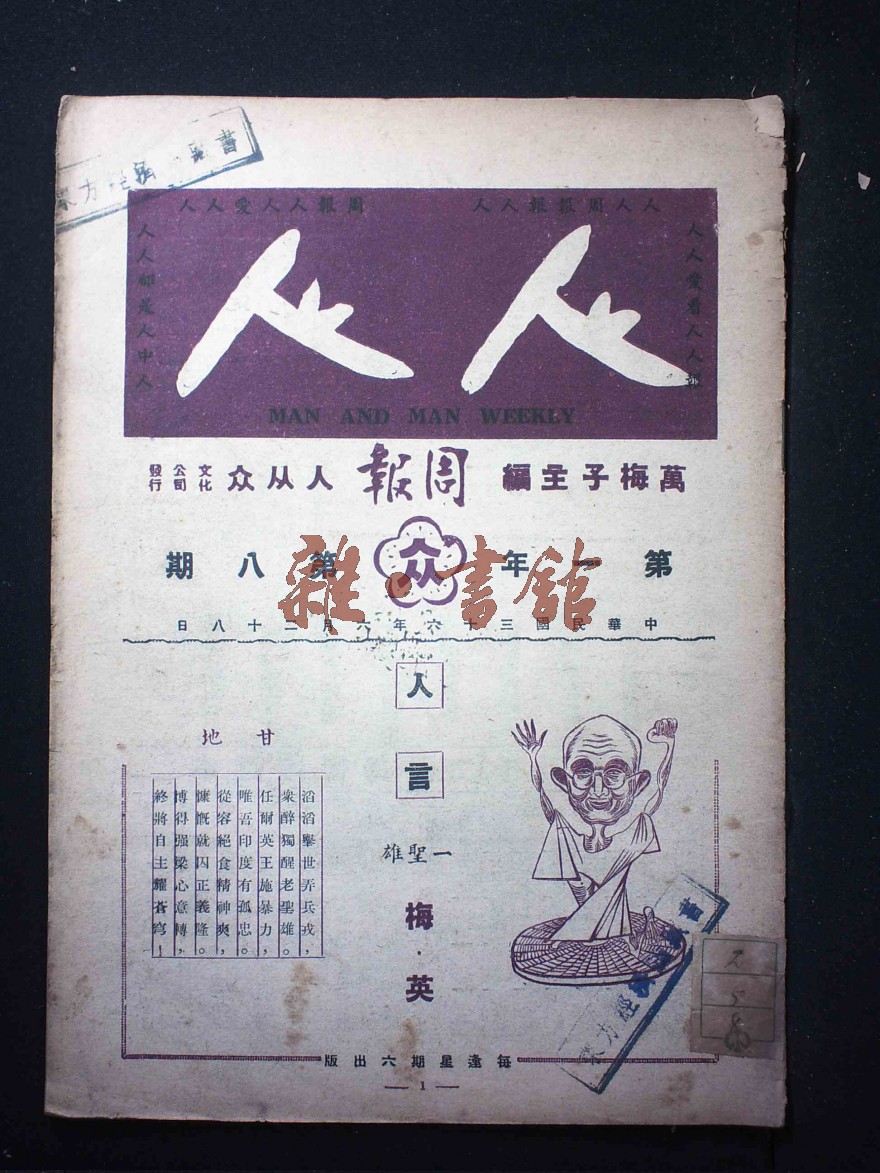 人人周報報人人
周報人人愛人人
人人愛看人人報
人人都是人中人
人人
MAN AND MAN WEEKLY
萬梅子主編
周報
人从众文化公司發行
第一年
众
第八期
雜·書館
中華民國三十六年六月二十八日
人言
一聖雄
梅·英
甘地
滔滔舉世弄兵戎，
衆醉獨醒老聖雄。
任爾英王施暴力，
唯吾印度有孤忠。
從容絕食精神爽，
慷慨就囚正義隆。
博得强梁心意轉，
終將自主耀蒼穹！
每逢星期六出版
— 1 —